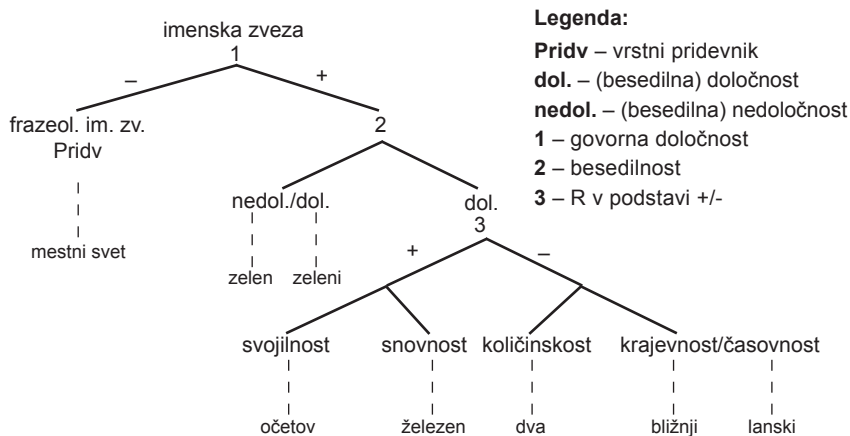 imenska zveza
1
– +
frazeol. im. zv.
Pridv
2
nedol./dol.
dol.
3
mestni svet
zelen zeleni
+ –
svojilnost snovnost količinskost krajevnost/časovnost
očetov železen dva bližnji lanski
Legenda:
Pridv – vrstni pridevnik
dol. – (besedilna) določnost
nedol. – (besedilna) nedoločnost
1 – govorna določnost
2 – besedilnost
3 – R v podstavi +/-